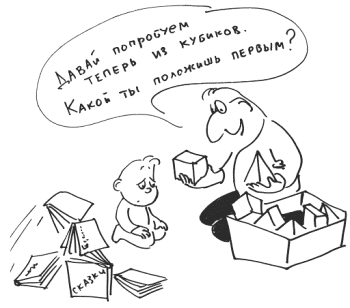 Давай попробуем
теперь из кубиков.
Какой ты положишь первым?
Сказки